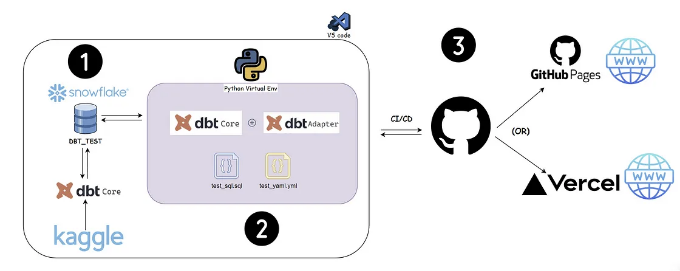 VS code
1
snowflake®
DBT_TEST
dbt Core
kaggle
Python Virtual Env
dbt Core
dbt Adapter
test_sql.sql
test_yaml.yml
2
CI/CD
3
GitHub Pages
WWW
(OR)
Vercel
WWW